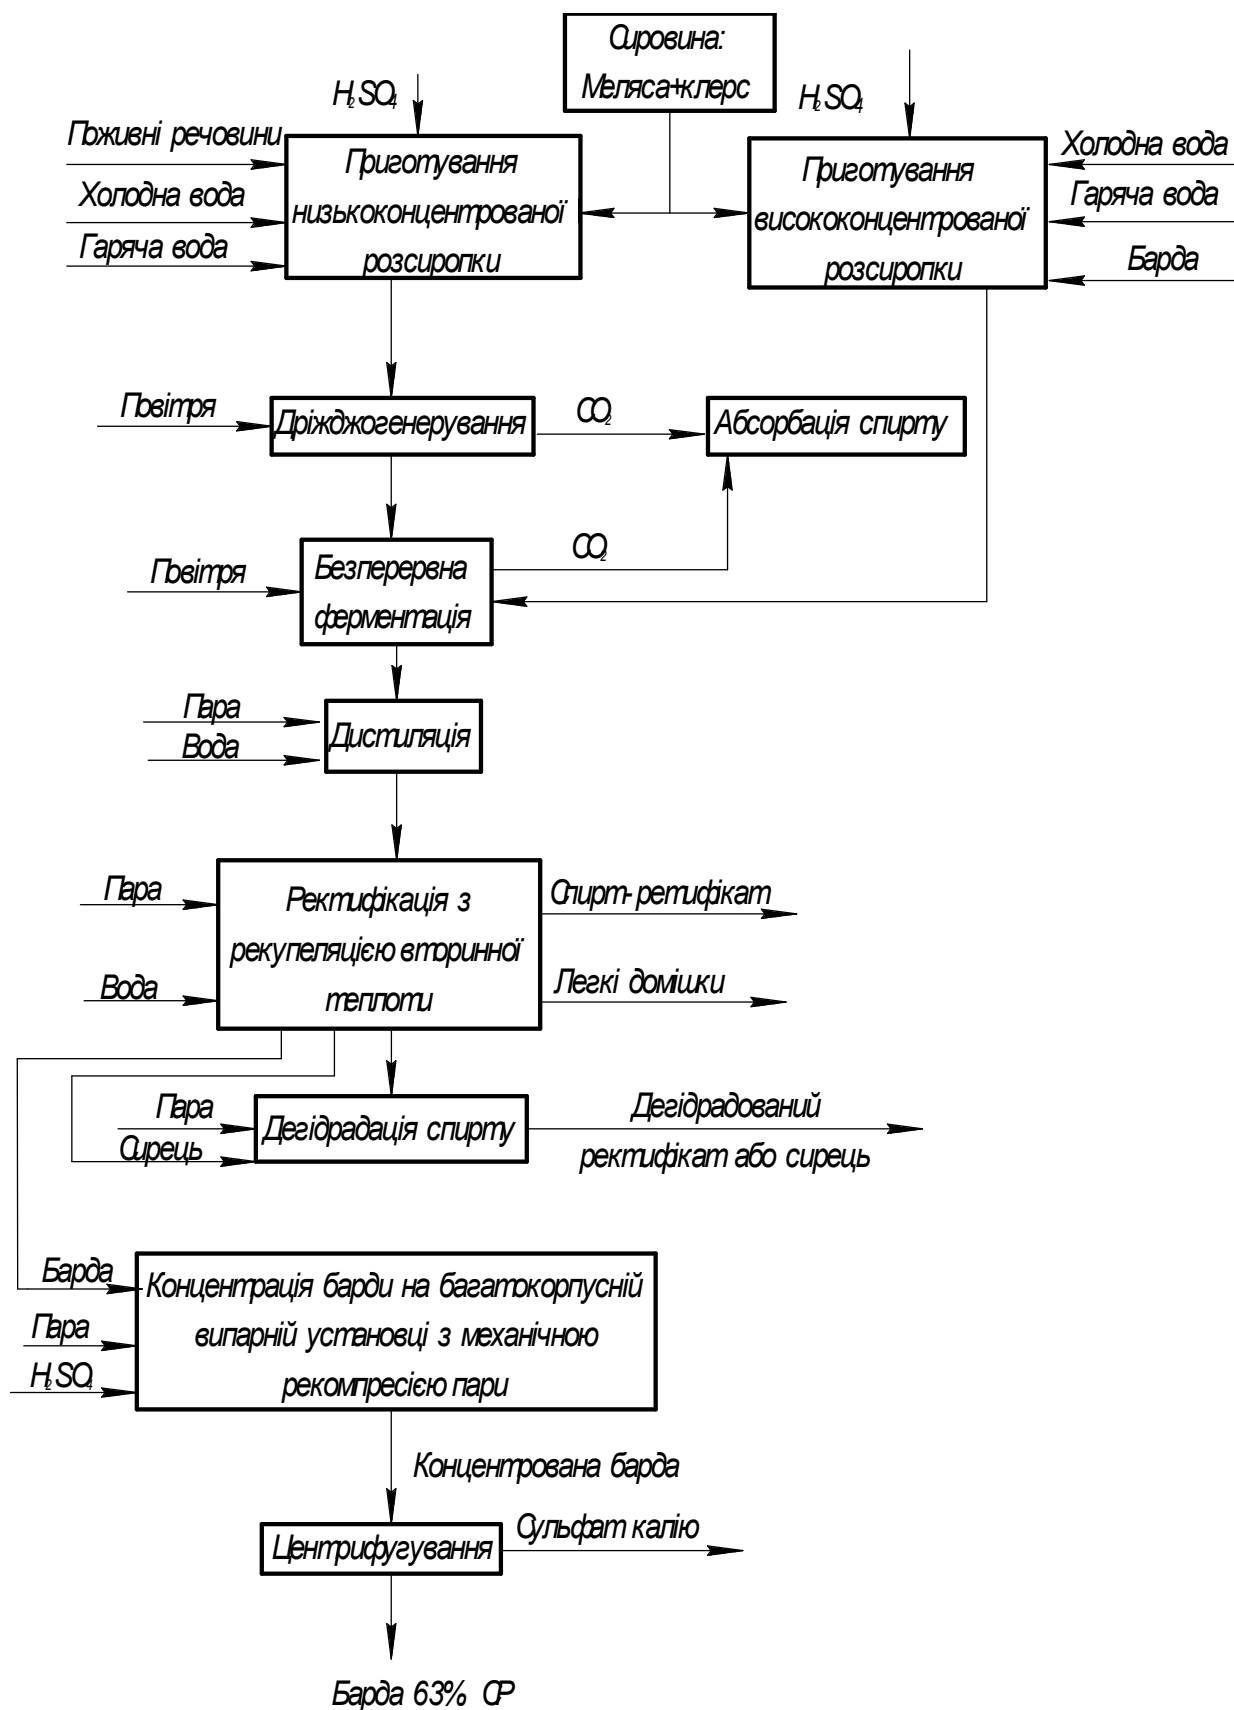 Сировина:
Меляса+клерс
H₂SO₄
H₂SO₄
Поживні речовини
Холодна вода
Гаряча вода
Приготування
низькоконцентрованої
розсиропки
Приготування
висококонцентрованої
розсиропки
Холодна вода
Гаряча вода
Барда
Повітря
Дріжджогенерування
CO₂
Абсорбація спирту
Повітря
Безперервна
ферментація
CO₂
Пара
Вода
Дистиляція
Пара
Вода
Ректифікація з
рекупеляцією вторинної
теплоти
Спирт-ретифікат
Легкі домішки
Пара
Сирець
Дегідрадація спирту
Дегідрадований
ректифікат або сирець
Барда
Пара
H₂SO₄
Концентрація барди на багатокорпусній
випарній установці з механічною
рекомпресією пари
Концентрована барда
Центрифугування
Сульфат калію
Барда 63% СР